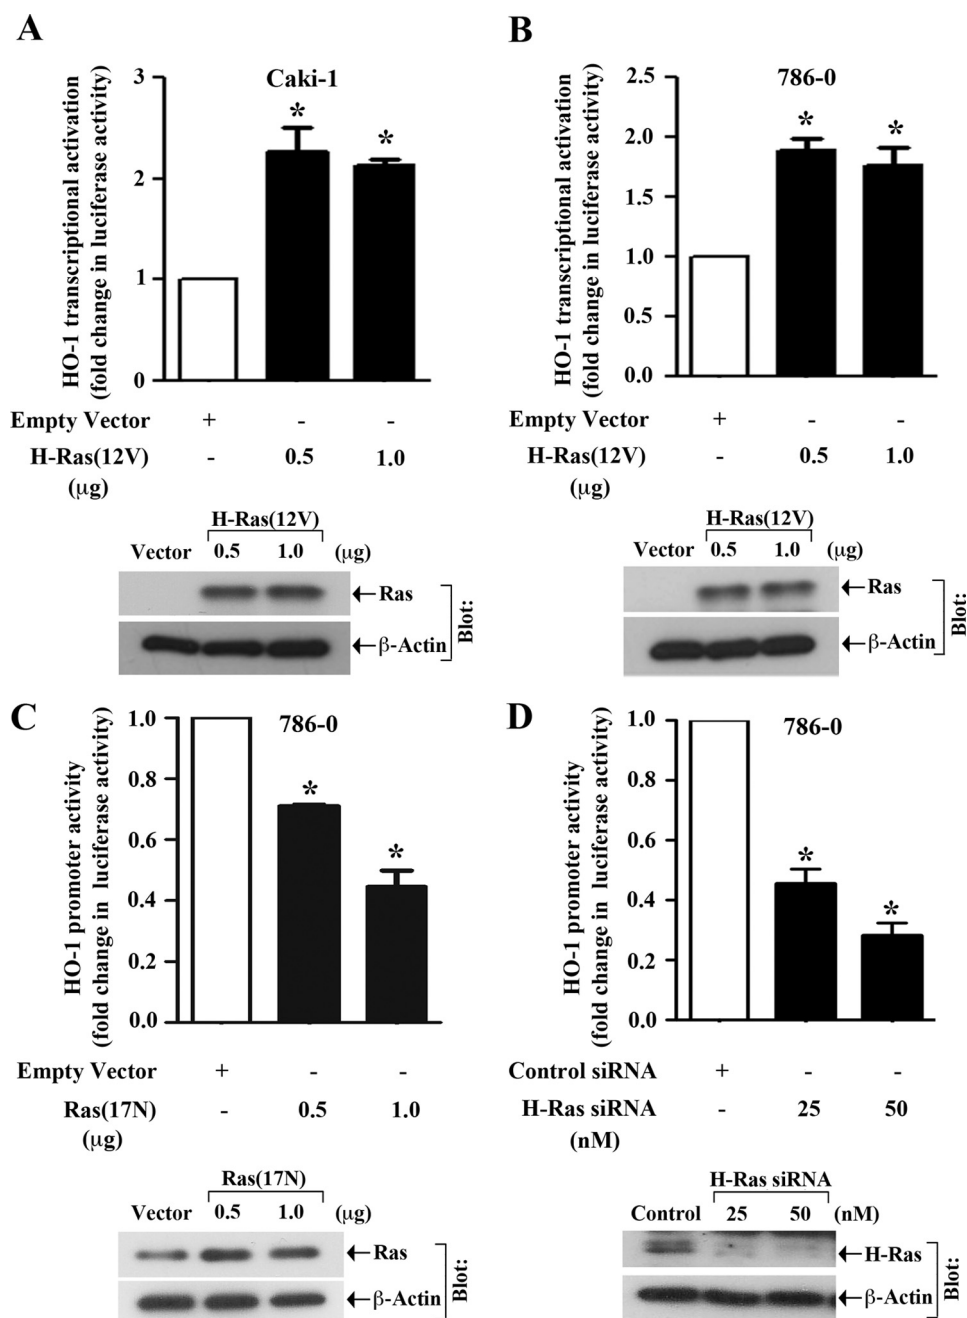 A
HO-1 transcriptional activation
(fold change in luciferase activity)
Caki-1
3
2
1
0
*
*
Empty Vector + - -
H-Ras(12V) - 0.5 1.0
(μg)
H-Ras(12V)
Vector 0.5 1.0 (μg)
Ras
β-Actin
Blot:
B
HO-1 transcriptional activation
(fold change in luciferase activity)
786-0
2.5
2.0
1.5
1.0
0.5
0.0
*
*
Empty Vector + - -
H-Ras(12V) - 0.5 1.0
(μg)
H-Ras(12V)
Vector 0.5 1.0 (μg)
Ras
β-Actin
Blot:
C
HO-1 promoter activity
(fold change in luciferase activity)
786-0
1.0
0.8
0.6
0.4
0.2
0.0
*
*
Empty Vector + - -
Ras(17N) - 0.5 1.0
(μg)
Ras(17N)
Vector 0.5 1.0 (μg)
Ras
β-Actin
Blot:
D
HO-1 promoter activity
(fold change in luciferase activity)
786-0
1.0
0.8
0.6
0.4
0.2
0.0
*
*
Control siRNA + - -
H-Ras siRNA - 25 50
(nM)
H-Ras siRNA
Control 25 50 (nM)
H-Ras
β-Actin
Blot: